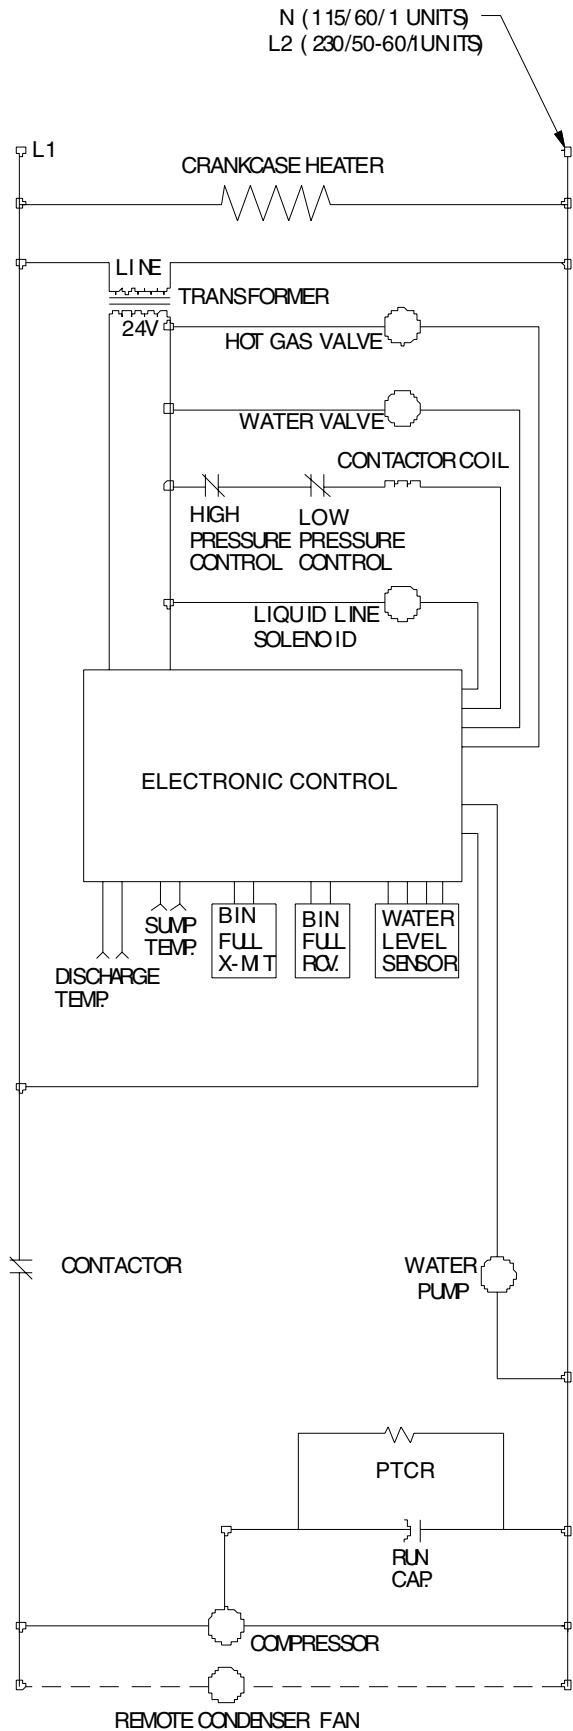 N (115/60/1 UNITS)
L2 (230/50-60/1UNITS)
L1
CRANKCASE HEATER
LINE
TRANSFORMER
24V
HOT GAS VALVE
WATER VALVE
CONTACTOR COIL
HIGH
PRESSURE
CONTROL
LOW
PRESSURE
CONTROL
LIQUID LINE
SOLENOID
ELECTRONIC CONTROL
DISCHARGE
TEMP.
SUMP
TEMP.
BIN
FULL
X-MIT
BIN
FULL
RCV.
WATER
LEVEL
SENSOR
CONTACTOR
WATER
PUMP
PTCR
RUN
CAP.
COMPRESSOR
REMOTE CONDENSER FAN